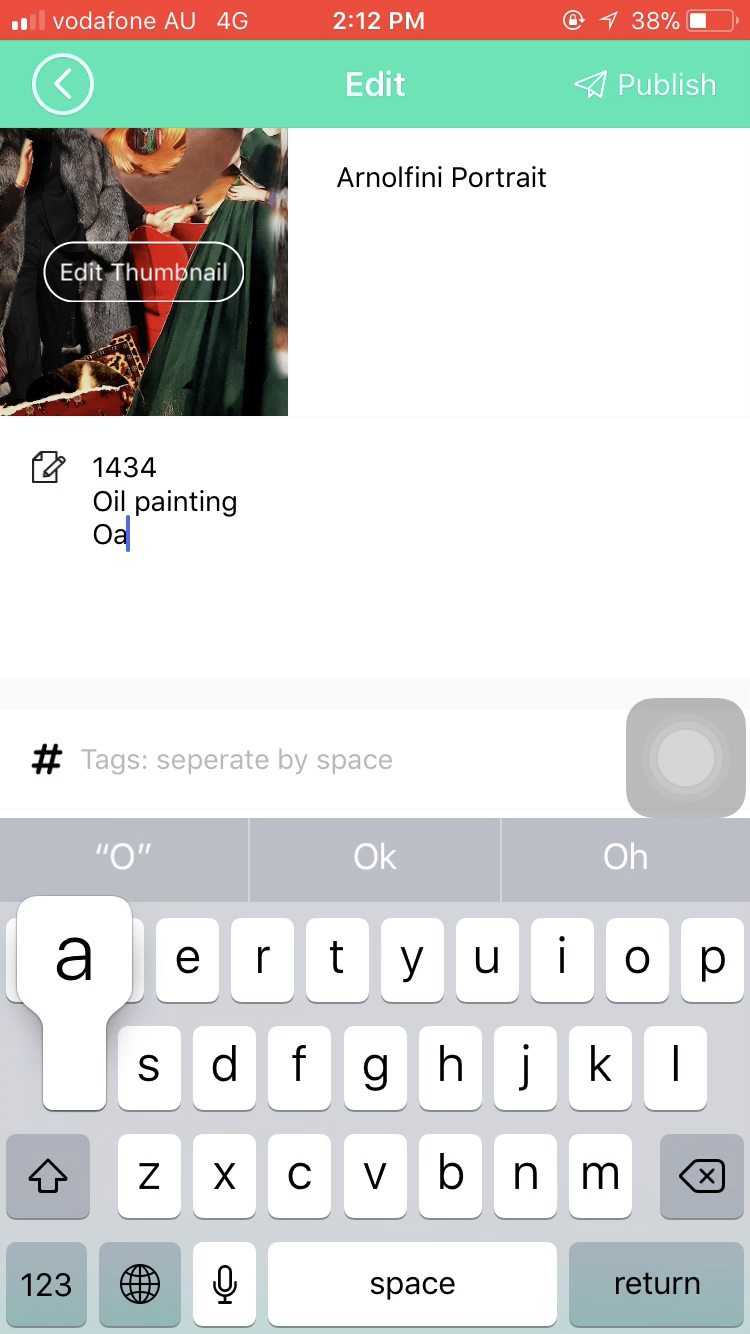 vodafone AU 4G 2:12 PM 38%
Edit
Publish
Arnolfini Portrait
Edit Thumbnail
1434
Oil painting
Oa
# Tags: seperate by space
“O” Ok Oh
a e r t y u i o p
s d f g h j k l
z x c v b n m
123 space return